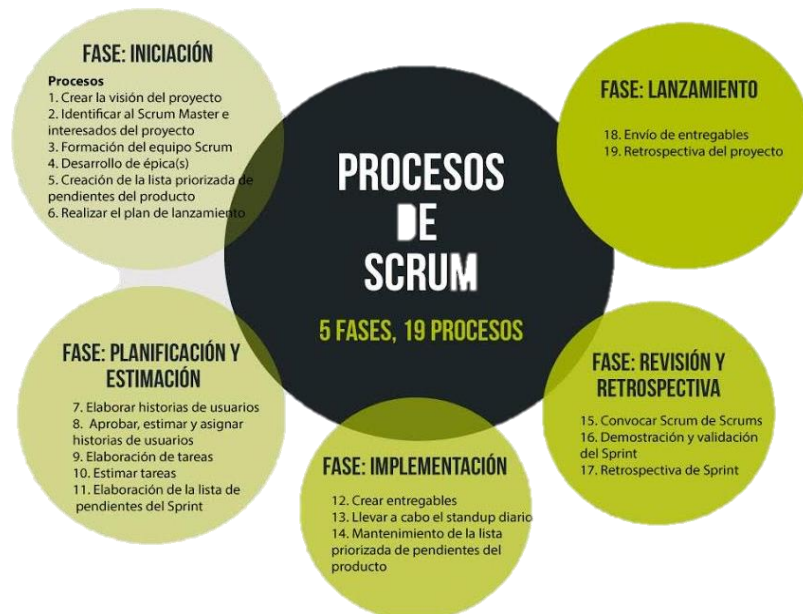 PROCESOS
DE
SCRUM
5 FASES, 19 PROCESOS
FASE: INICIACIÓN
Procesos
1. Crear la visión del proyecto
2. Identificar al Scrum Master e
interesados del proyecto
3. Formación del equipo Scrum
4. Desarrollo de épica(s)
5. Creación de la lista priorizada de
pendientes del producto
6. Realizar el plan de lanzamiento
FASE: PLANIFICACIÓN Y
ESTIMACIÓN
7. Elaborar historias de usuarios
8. Aprobar, estimar y asignar
historias de usuarios
9. Elaboración de tareas
10. Estimar tareas
11. Elaboración de la lista de
pendientes del Sprint
FASE: IMPLEMENTACIÓN
12. Crear entregables
13. Llevar a cabo el standup diario
14. Mantenimiento de la lista
priorizada de pendientes del
producto
FASE: REVISIÓN Y
RETROSPECTIVA
15. Convocar Scrum de Scrums
16. Demostración y validación
del Sprint
17. Retrospectiva de Sprint
FASE: LANZAMIENTO
18. Envío de entregables
19. Retrospectiva del proyecto